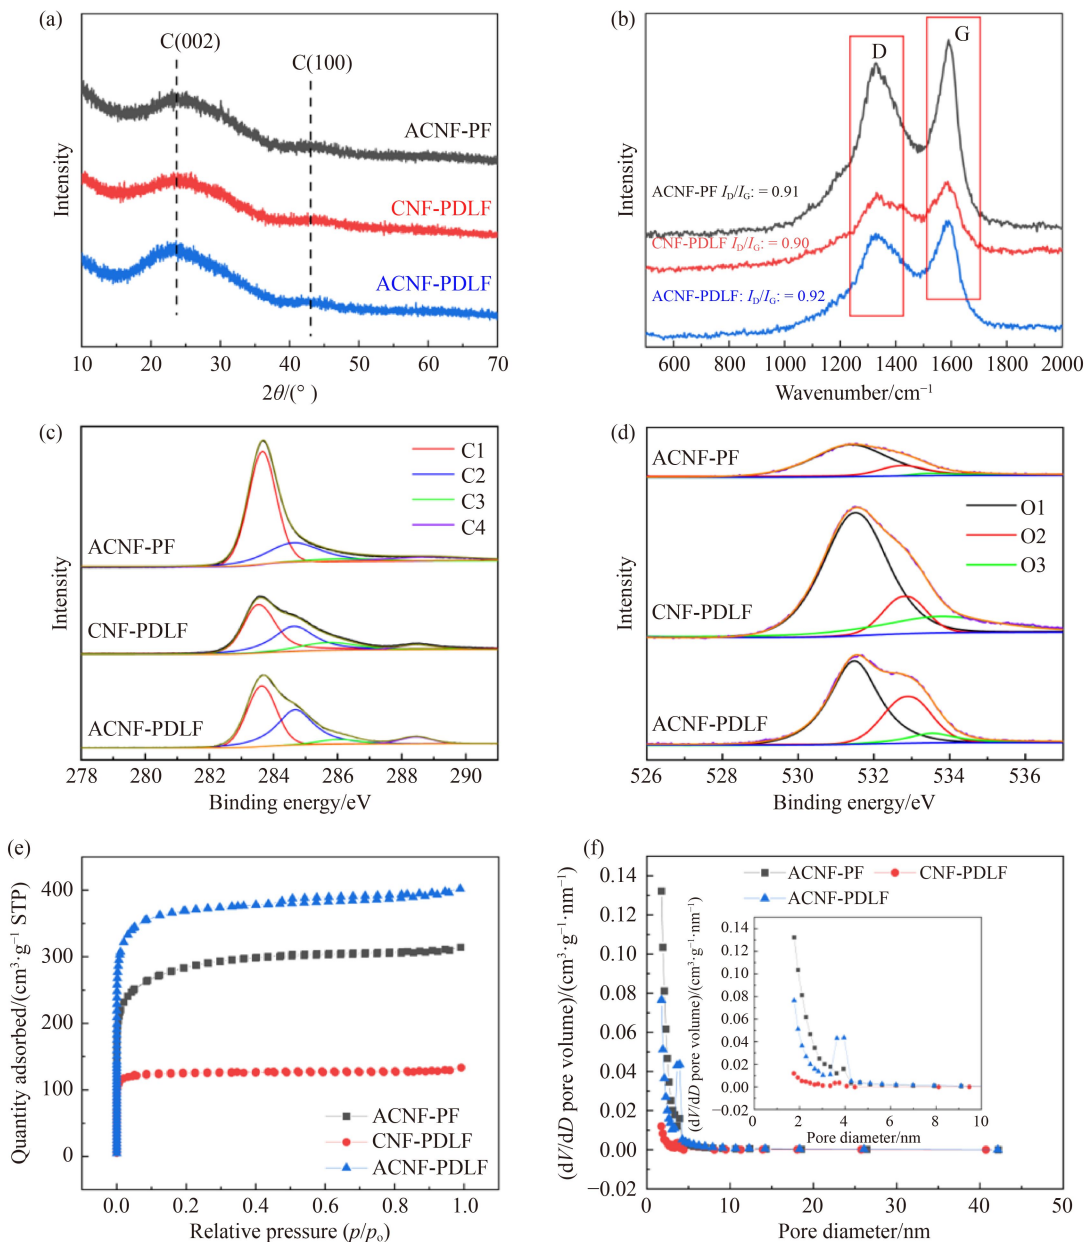 (a)
C(002)
C(100)
ACNF-PF
CNF-PDLF
ACNF-PDLF
Intensity
10 20 30 40 50 60 70
2θ/(° )
(b)
D
G
ACNF-PF I_D/I_G: = 0.91
CNF-PDLF I_D/I_G: = 0.90
ACNF-PDLF: I_D/I_G: = 0.92
Intensity
600 800 1000 1200 1400 1600 1800 2000
Wavenumber/cm⁻¹
(c)
C1
C2
C3
C4
ACNF-PF
CNF-PDLF
ACNF-PDLF
Intensity
278 280 282 284 286 288 290
Binding energy/eV
(d)
ACNF-PF
O1
O2
O3
CNF-PDLF
ACNF-PDLF
Intensity
526 528 530 532 534 536
Binding energy/eV
(e)
400
300
200
100
0
Quantity adsorbed/(cm³·g⁻¹ STP)
ACNF-PF
CNF-PDLF
ACNF-PDLF
0.0 0.2 0.4 0.6 0.8 1.0
Relative pressure (p/p₀)
(f)
ACNF-PF CNF-PDLF
ACNF-PDLF
0.14
0.12
0.10
0.08
0.06
0.04
0.02
0.00
−0.02
(dV/dD pore volume)/(cm³·g⁻¹·nm⁻¹)
0.14
0.12
0.10
0.08
0.06
0.04
0.02
0.00
−0.02
(dV/dD pore volume)/(cm³·g⁻¹·nm⁻¹)
0 2 4 6 8 10
Pore diameter/nm
0 10 20 30 40 50
Pore diameter/nm